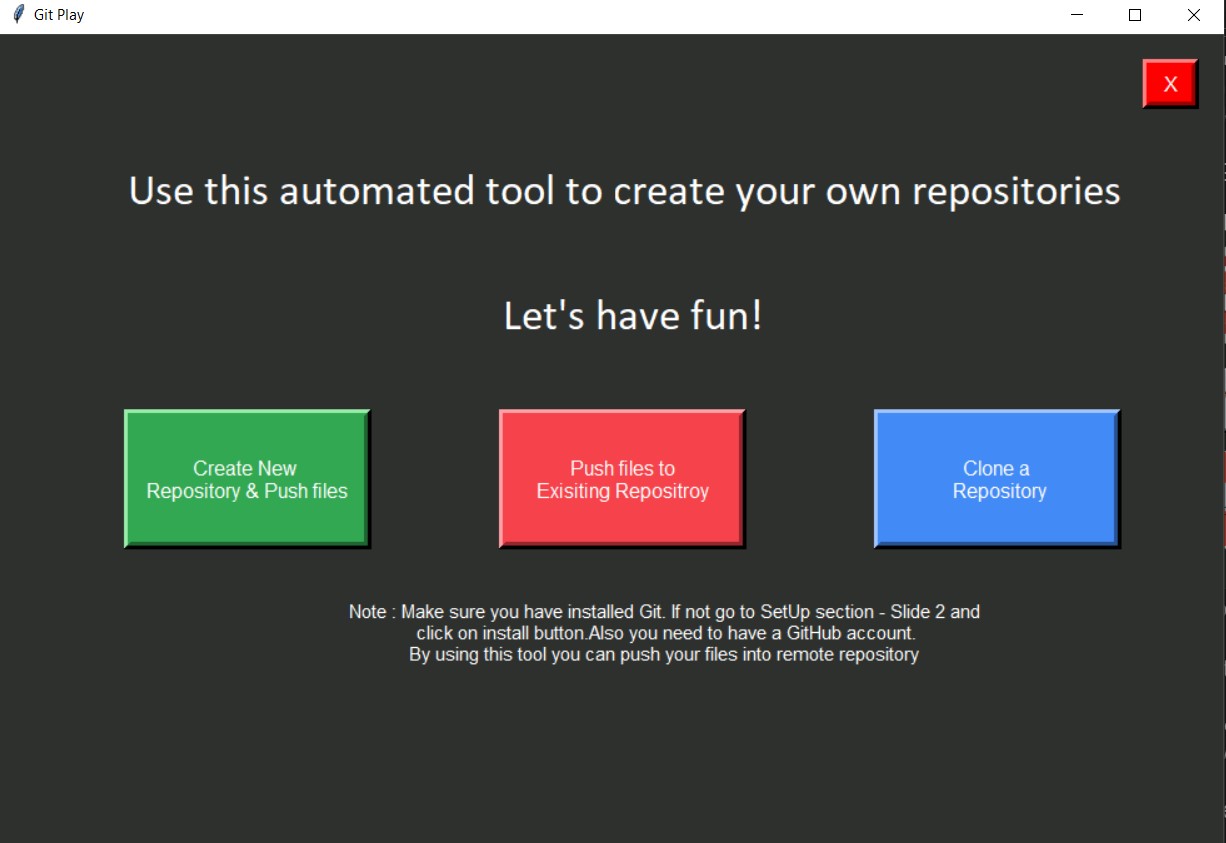 Git Play
X
Use this automated tool to create your own repositories
Let's have fun!
Create New
Repository & Push files
Push files to
Exisiting Repositroy
Clone a
Repository
Note : Make sure you have installed Git. If not go to SetUp section - Slide 2 and
click on install button.Also you need to have a GitHub account.
By using this tool you can push your files into remote repository